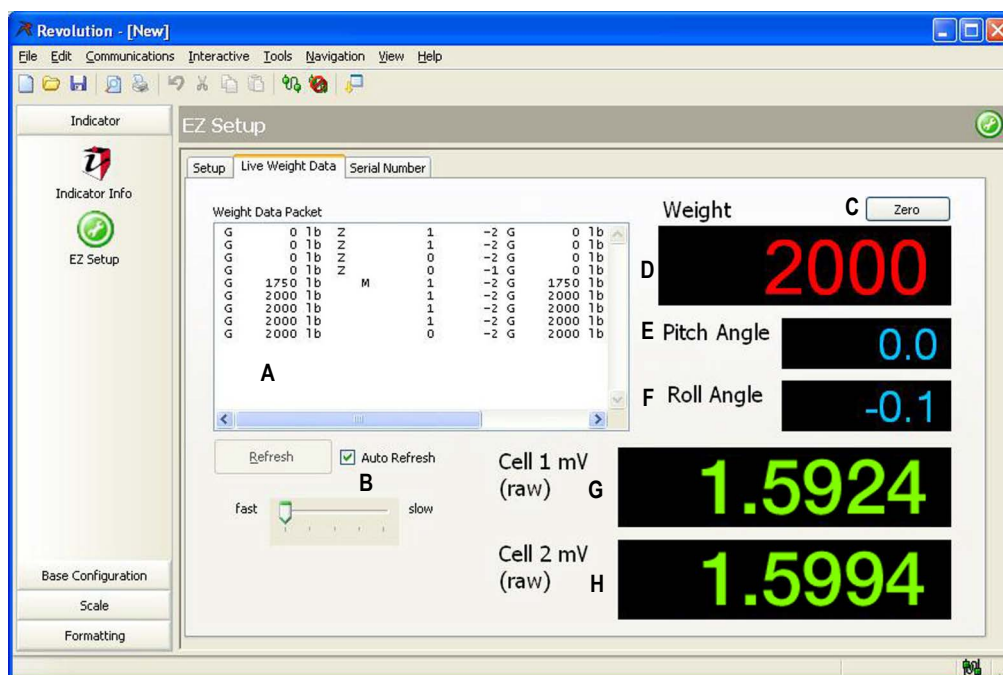 Revolution - [New]
File Edit Communications Interactive Tools Navigation View Help
Indicator
EZ Setup
Indicator Info
EZ Setup
Setup Live Weight Data Serial Number
Weight Data Packet
G 0 lb Z 1 -2 G 0 lb
G 0 lb Z 1 -2 G 0 lb
G 0 lb Z 0 -2 G 0 lb
G 0 lb Z 0 -1 G 0 lb
G 1750 lb M 1 -2 G 1750 lb
G 2000 lb 1 -2 G 2000 lb
G 2000 lb 1 -2 G 2000 lb
G 2000 lb 1 -2 G 2000 lb
G 2000 lb 0 -2 G 2000 lb
A
Refresh Auto Refresh
B
fast slow
Weight C Zero
D 2000
E Pitch Angle 0.0
F Roll Angle -0.1
Cell 1 mV
(raw) G 1.5924
Cell 2 mV
(raw) H 1.5994
Base Configuration
Scale
Formatting